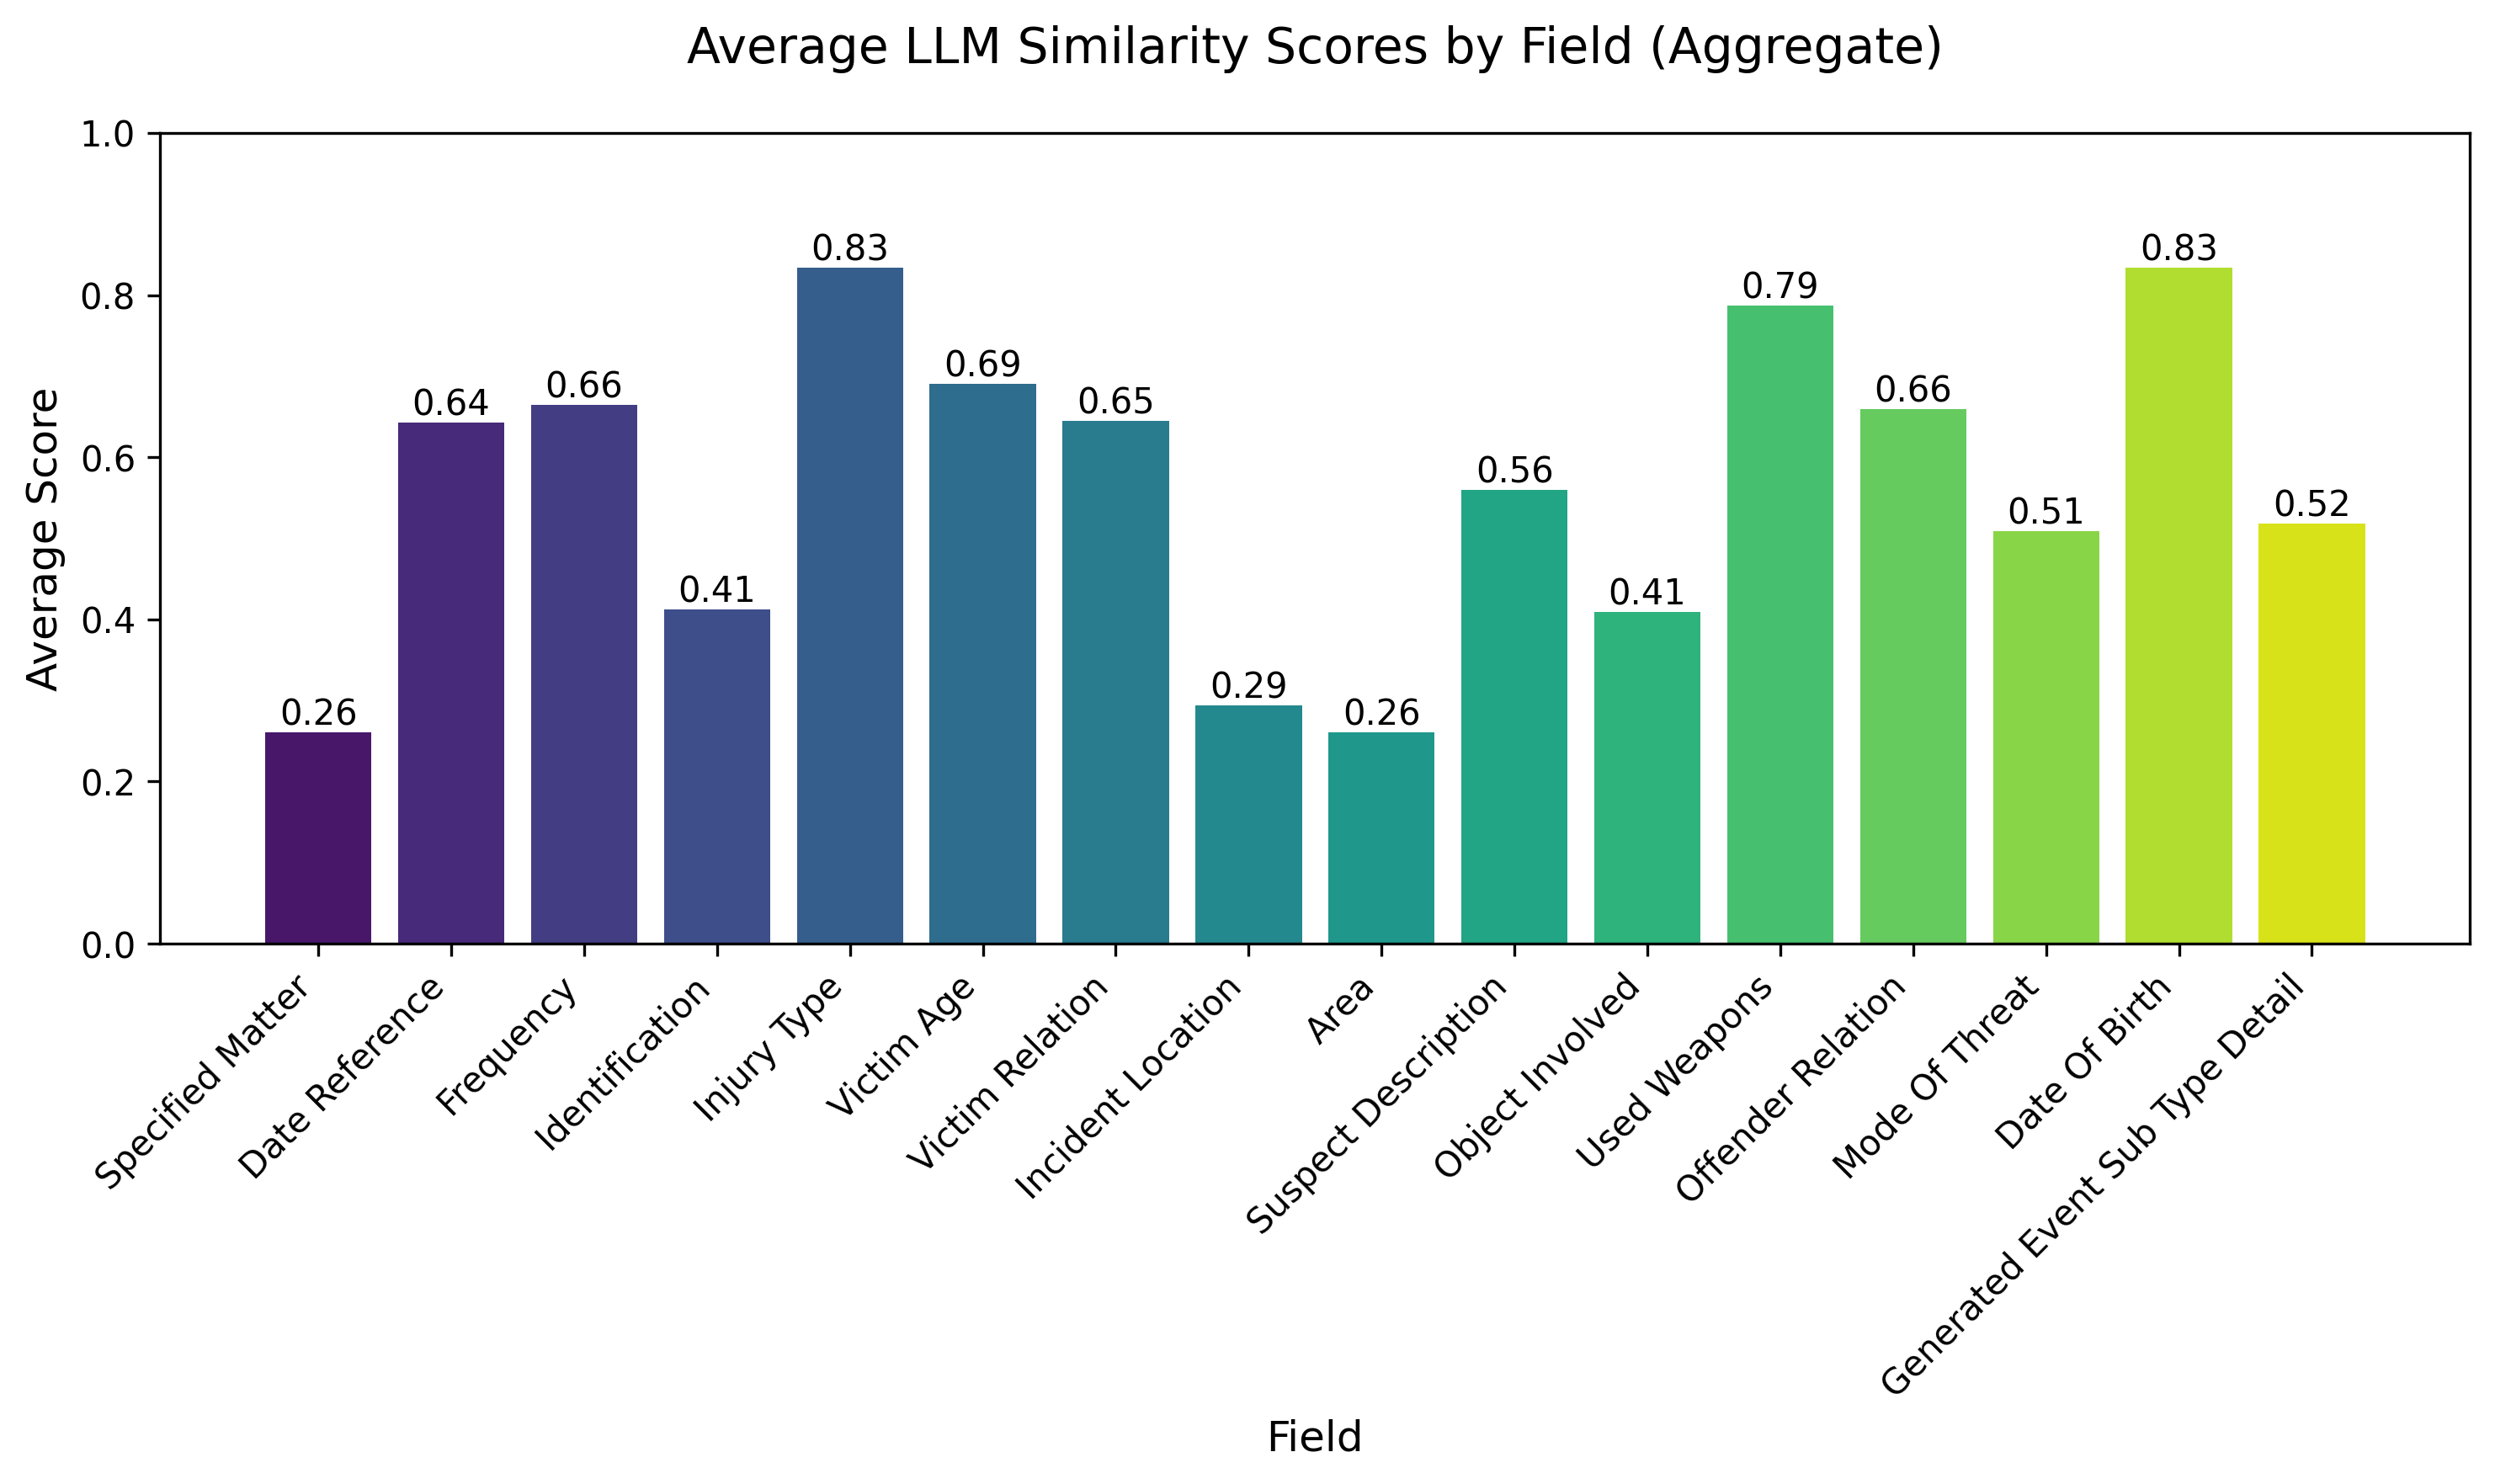 Average LLM Similarity Scores by Field (Aggregate)
Average Score
1.0
0.8
0.6
0.4
0.2
0.0
0.26
0.64
0.66
0.41
0.83
0.69
0.65
0.29
0.26
0.56
0.41
0.79
0.66
0.51
0.83
0.52
Specified Matter
Date Reference
Frequency
Identification
Injury Type
Victim Age
Victim Relation
Incident Location
Area
Suspect Description
Object Involved
Used Weapons
Offender Relation
Mode Of Threat
Date Of Birth
Generated Event Sub Type Detail
Field